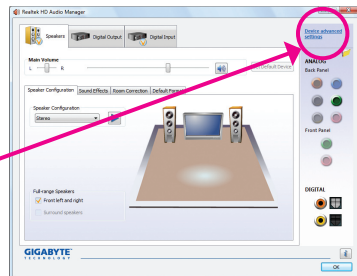 Realtek HD Audio Manager
Speakers
Digital Output
Digital Input
Device advanced
settings
Main Volume
L
R
Default Device
ANALOG
Back Panel
Speaker Configuration
Sound Effects
Room Correction
Default Format
Speaker Configuration
Stereo
Front Panel
Full-range Speakers
Front left and right
Surround speakers
DIGITAL
GIGABYTE
TECHNOLOGY
OK